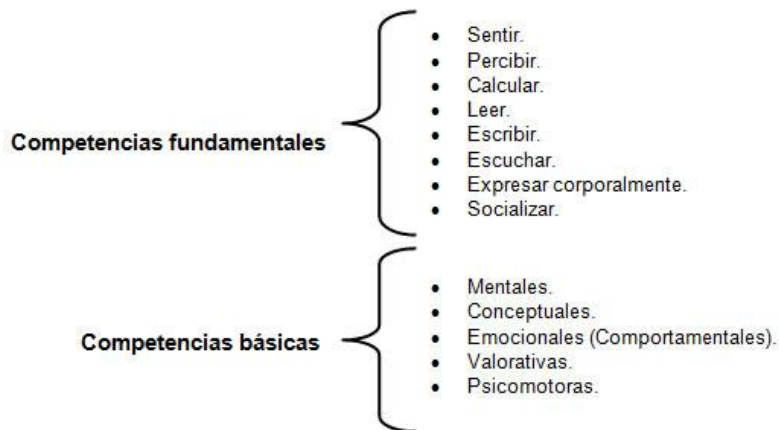 Competencias fundamentales
• Sentir.
• Percibir.
• Calcular.
• Leer.
• Escribir.
• Escuchar.
• Expresar corporalmente.
• Socializar.
Competencias básicas
• Mentales.
• Conceptuales.
• Emocionales (Comportamentales).
• Valorativas.
• Psicomotoras.